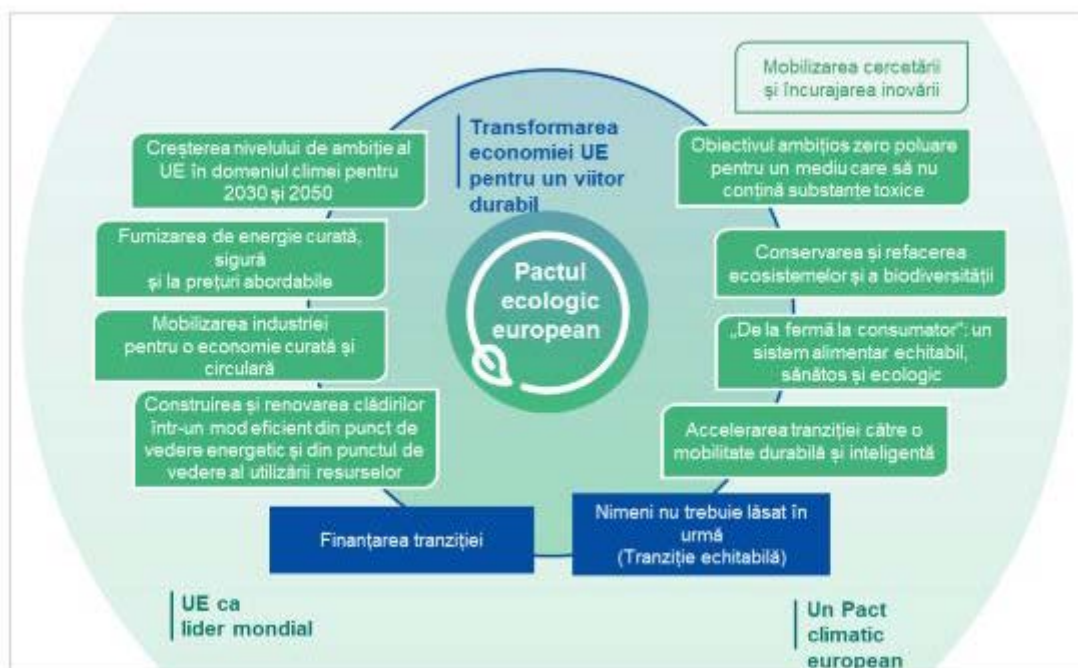 Mobilizarea cercetării
și încurajarea inovării
Transformarea
economiei UE
pentru un viitor
durabil
Creșterea nivelului de ambiție al
UE în domeniul climei pentru
2030 și 2050
Furnizarea de energie curată,
sigură
și la prețuri abordabile
Mobilizarea industriei
pentru o economie curată și
circulară
Construirea și renovarea clădirilor
într-un mod eficient din punct de
vedere energetic și din punctul de
vedere al utilizării resurselor
Pactul
ecologic
european
Obiectivul ambițios zero poluare
pentru un mediu care să nu
conțină substanțe toxice
Conservarea și refacerea
ecosistemelor și a biodiversității
„De la fermă la consumator”: un
sistem alimentar echitabil,
sănătos și ecologic
Accelerarea tranziției către o
mobilitate durabilă și inteligentă
Finanțarea tranziției
Nimeni nu trebuie lăsat în
urmă
(Tranziție echitabilă)
UE ca
lider mondial
Un Pact
climatic
european